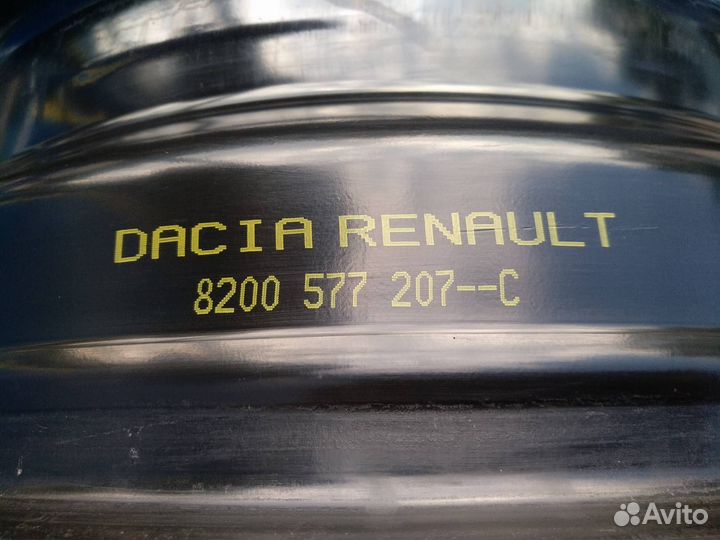 DACIA RENAULT
8200 577 207--C
Avito